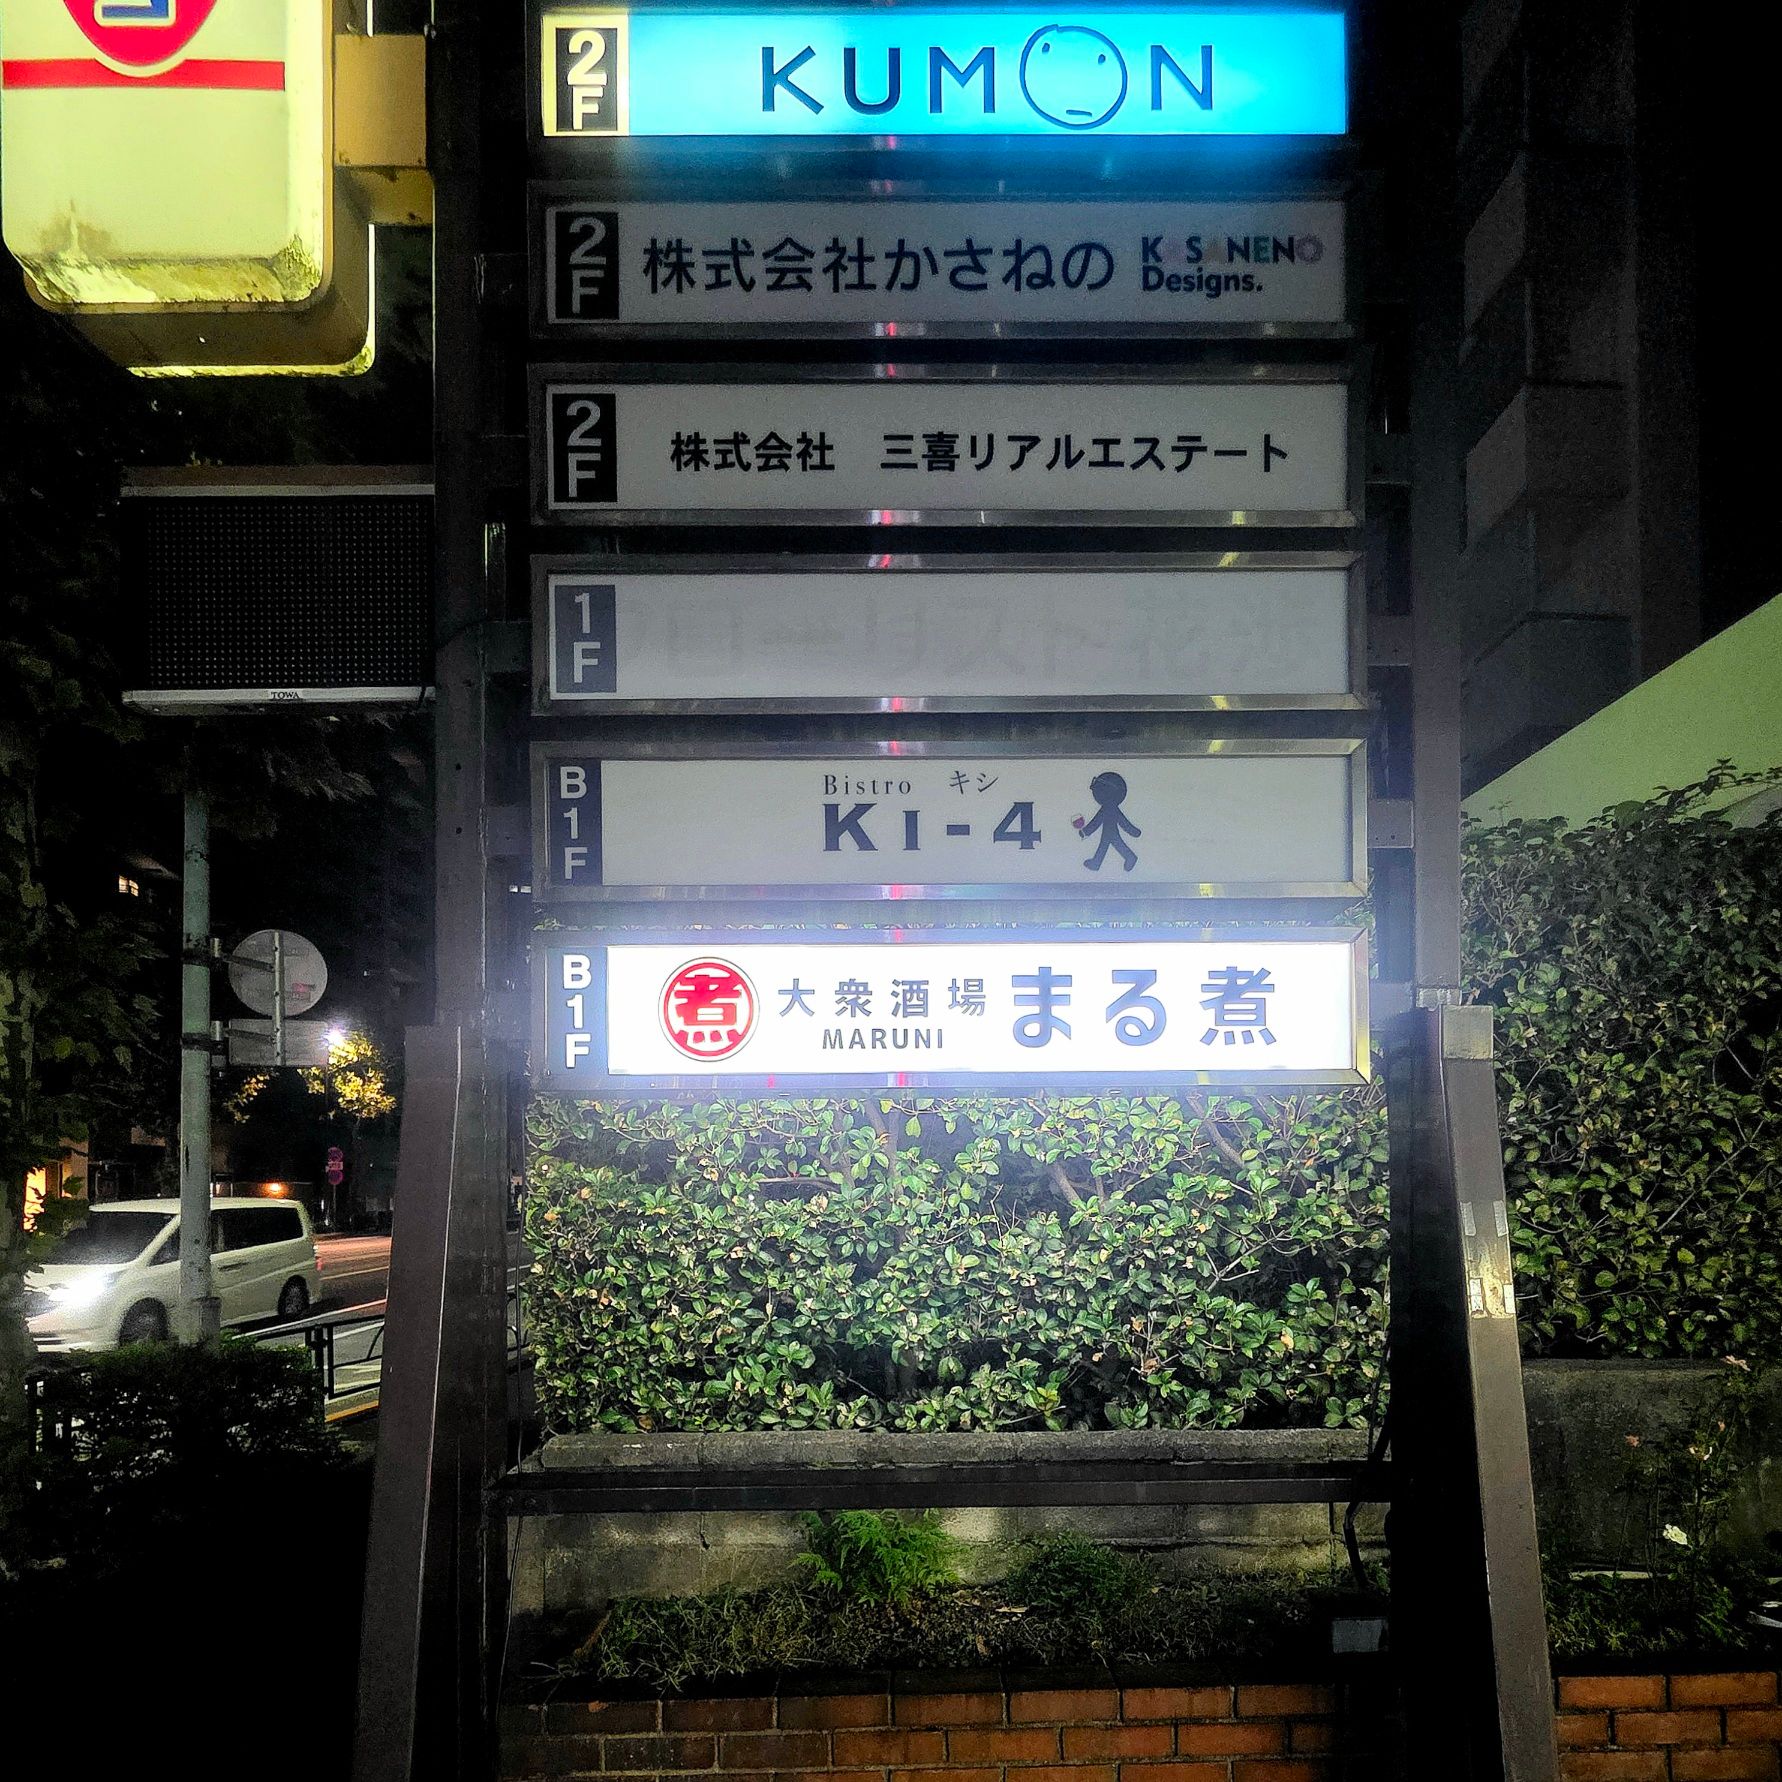 2F
KUMON
2F
株式会社かさねの
KASANENO
Designs.
2F
株式会社 三喜リアルエステート
1F
TOWA
B1F
Bistro キシ
Ki-4
B1F
煮
大衆酒場
MARUNI
まる煮